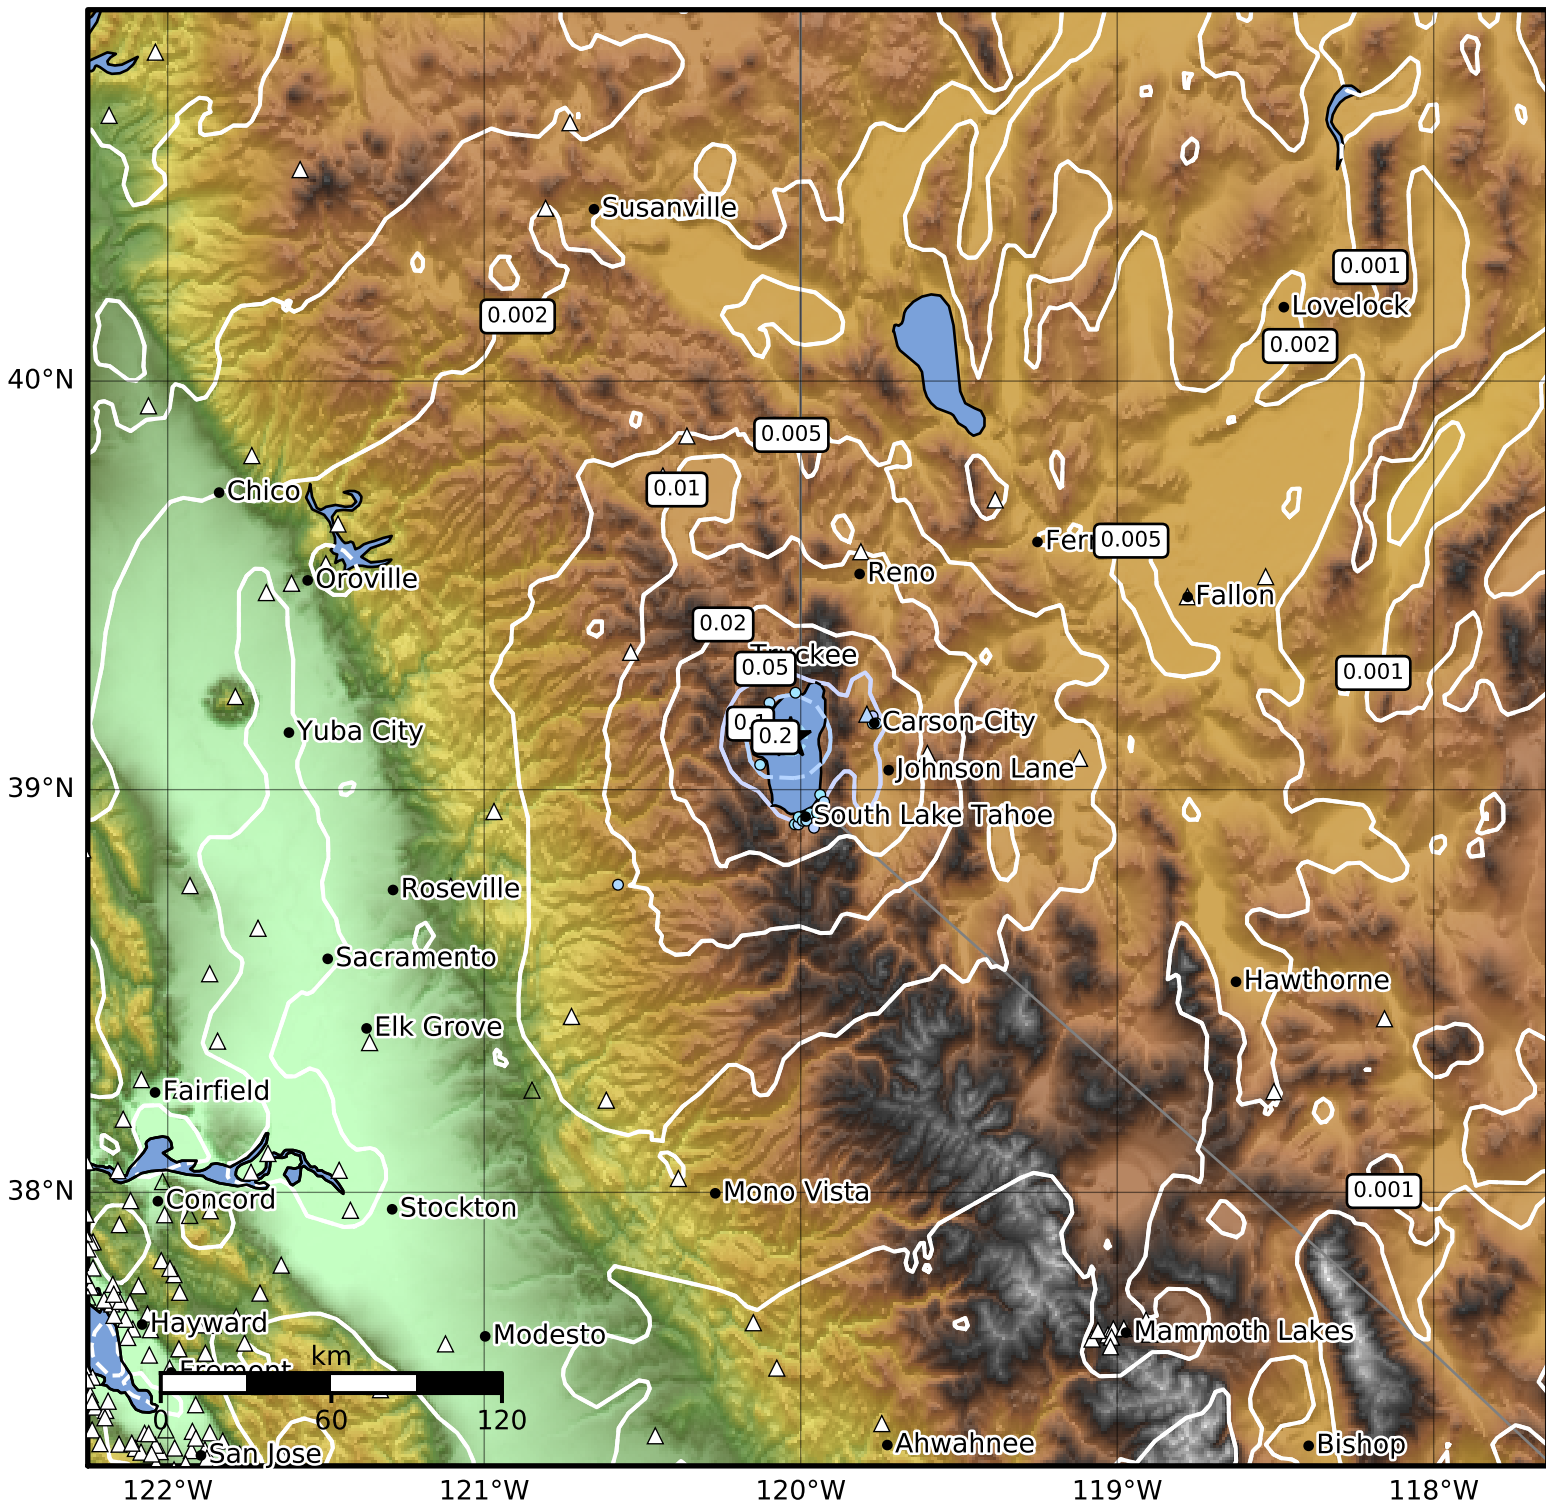 Susanville
0.001
Lovelock
0.002
0.002
40°N
0.005
0.01
Chico
0.005
Reno
Oroville
Fallon
0.02
0.05
0.001
Yuba City
0.2
Carson City
Johnson Lane
39°N
South Lake Tahoe
Roseville
Sacramento
Hawthorne
Elk Grove
Fairfield
38°N
Mono Vista
0.001
Concord
Stockton
Hayward
Modesto
Mammoth Lakes
km
Fremont
0
60
120
Ahwahnee
Bishop
San Jose
122°W
121°W
120°W
119°W
118°W